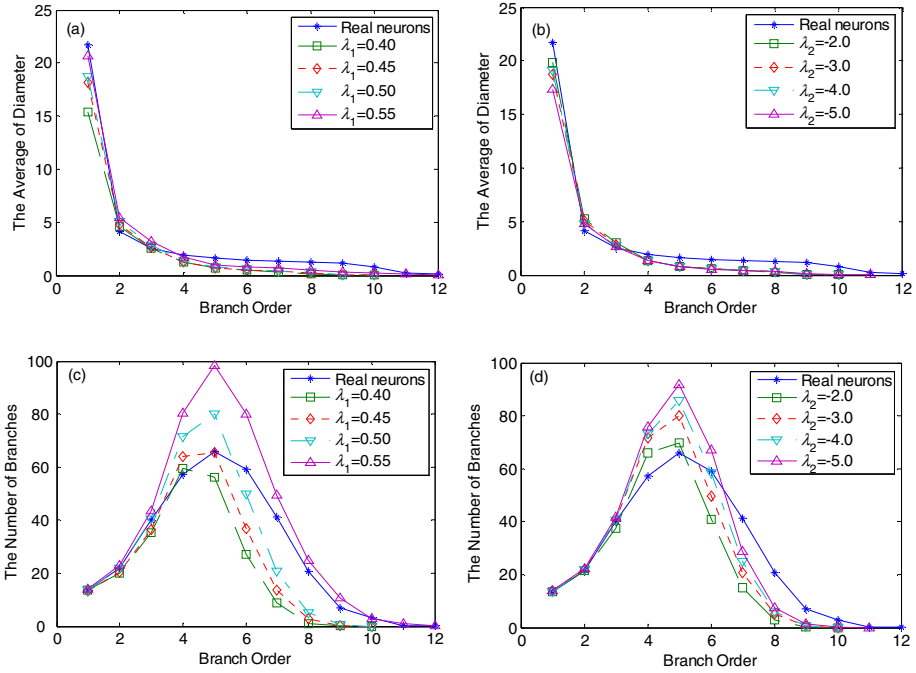 (a)
Real neurons
λ1=0.40
λ1=0.45
λ1=0.50
λ1=0.55
The Average of Diameter
25
20
15
10
5
0
0 2 4 6 8 10 12
Branch Order
(b)
Real neurons
λ2=-2.0
λ2=-3.0
λ2=-4.0
λ2=-5.0
The Average of Diameter
25
20
15
10
5
0
0 2 4 6 8 10 12
Branch Order
(c)
Real neurons
λ1=0.40
λ1=0.45
λ1=0.50
λ1=0.55
The Number of Branches
100
80
60
40
20
0
0 2 4 6 8 10 12
Branch Order
(d)
Real neurons
λ2=-2.0
λ2=-3.0
λ2=-4.0
λ2=-5.0
The Number of Branches
100
80
60
40
20
0
0 2 4 6 8 10 12
Branch Order